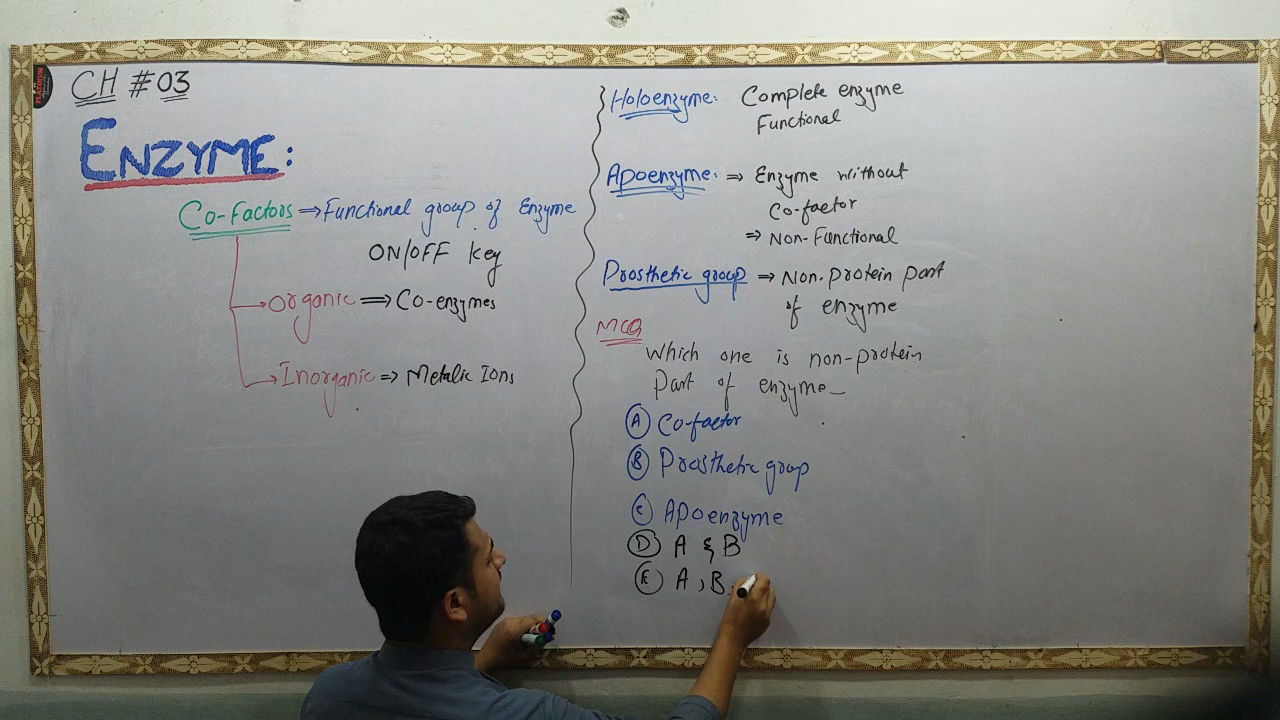 CH # 03
ENZYME:
Co-Factors ⇒ Functional group of Enzyme
ON/OFF key
Organic ⇒ Co-enzymes
Inorganic ⇒ Metalic Ions
Holoenzyme: Complete enzyme
Functional
Apoenzyme: ⇒ Enzyme without
Co-factor
⇒ Non-Functional
Prosthetic group ⇒ Non-protein part
of enzyme
MCQ
Which one is non-protein
Part of enzyme_
A Co-factor
B Prosthetic group
C Apoenzyme
D A & B
E A, B,
PLATINUM